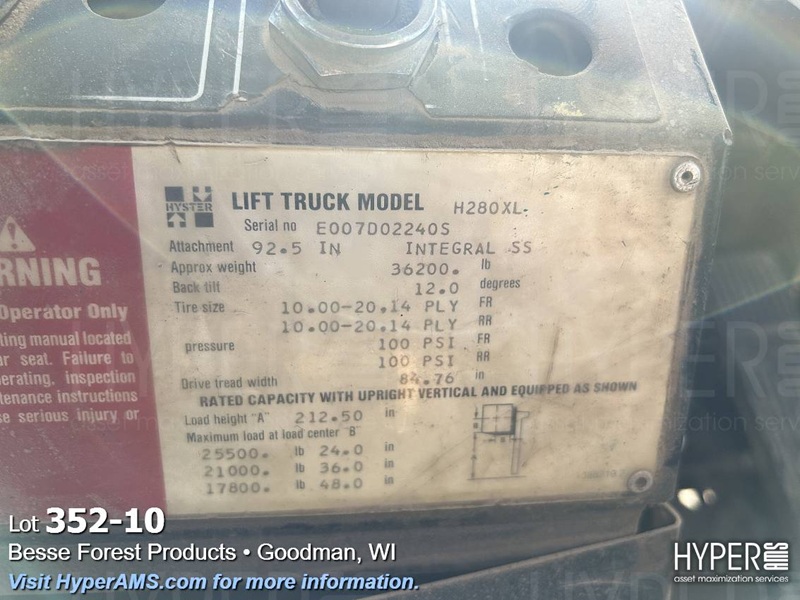 HYSTER
LIFT TRUCK MODEL H280XL-
Serial no E007D02240S
Attachment 92.5 IN INTEGRAL SS
Approx weight 36200. lb
Back tilt 12.0 degrees
Tire size 10.00-20,14 PLY FR
10.00-20,14 PLY RR
pressure 100 PSI FR
100 PSI RR
Drive tread width 84.76 in
RATED CAPACITY WITH UPRIGHT VERTICAL AND EQUIPPED AS SHOWN
Load height "A" 212.50 in
Maximum load at load center "B"
25500. lb 24.0 in
21000. lb 36.0 in
17800. lb 48.0 in
RNING
Operator Only
ting manual located
r seat. Failure to
erating, inspection
tenance instructions
se serious injury or
Lot 352-10
Besse Forest Products • Goodman, WI
Visit HyperAMS.com for more information.
HYPER AMS
asset maximization services